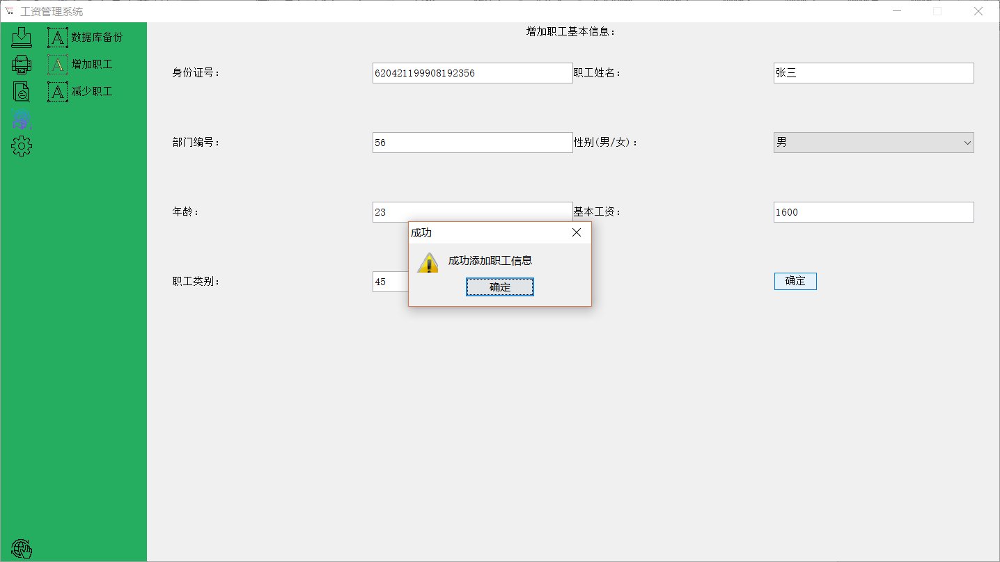 工资管理系统
数据库备份
增加职工
减少职工
增加职工基本信息：
身份证号：
620421199908192356
职工姓名：
张三
部门编号：
56
性别(男/女)：
男
年龄：
23
基本工资：
1600
职工类别：
45
确定
成功
成功添加职工信息
确定